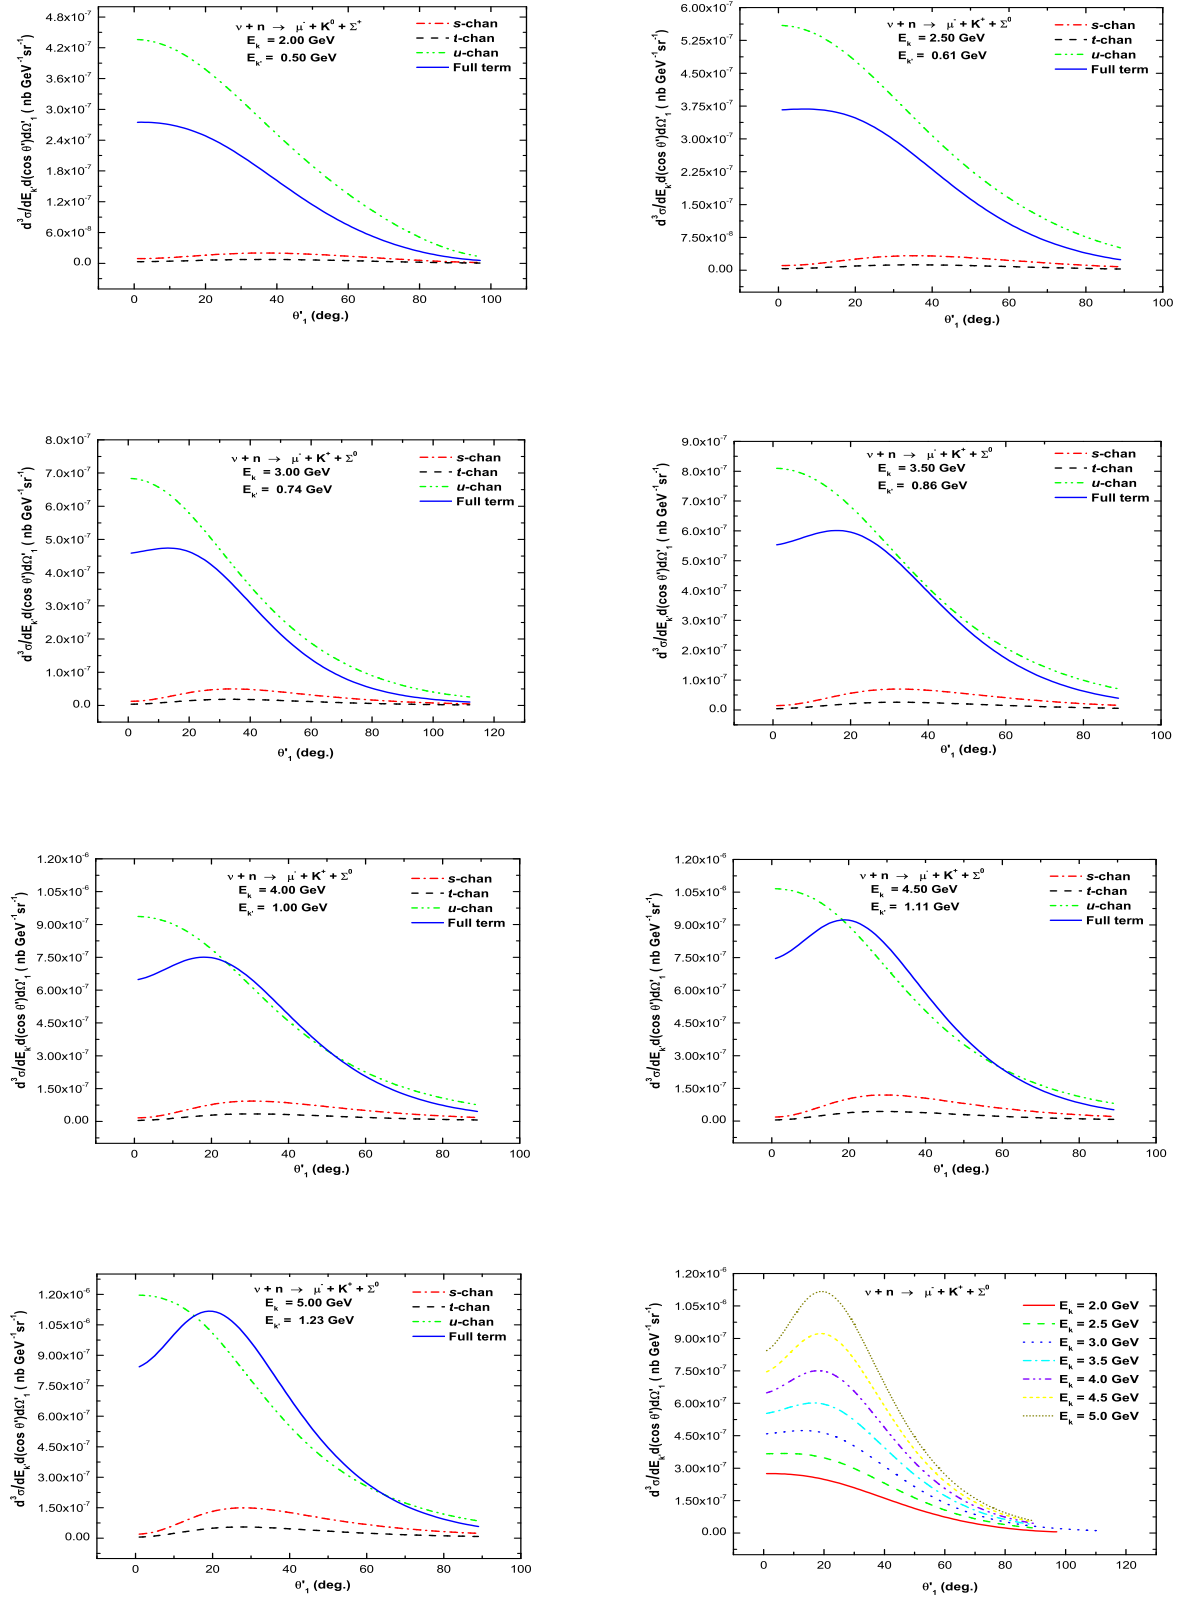 ν + n → μ⁻ + K⁰ + Σ⁺
E_k = 2.00 GeV
E_k' = 0.50 GeV
s-chan
t-chan
u-chan
Full term
4.8x10⁻⁷
4.2x10⁻⁷
3.6x10⁻⁷
3.0x10⁻⁷
2.4x10⁻⁷
1.8x10⁻⁷
1.2x10⁻⁷
6.0x10⁻⁸
0.0
d³σ/dE_k'd(cos θ')dΩ'₁ ( nb GeV⁻¹sr⁻¹)
0 20 40 60 80 100
θ'₁ (deg.)
ν + n → μ⁻ + K⁺ + Σ⁰
E_k = 2.50 GeV
E_k' = 0.61 GeV
s-chan
t-chan
u-chan
Full term
6.00x10⁻⁷
5.25x10⁻⁷
4.50x10⁻⁷
3.75x10⁻⁷
3.00x10⁻⁷
2.25x10⁻⁷
1.50x10⁻⁷
7.50x10⁻⁸
0.00
d³σ/dE_k'd(cos θ')dΩ'₁ ( nb GeV⁻¹sr⁻¹)
0 20 40 60 80 100
θ'₁ (deg.)
ν + n → μ⁻ + K⁺ + Σ⁰
E_k = 3.00 GeV
E_k' = 0.74 GeV
s-chan
t-chan
u-chan
Full term
8.0x10⁻⁷
7.0x10⁻⁷
6.0x10⁻⁷
5.0x10⁻⁷
4.0x10⁻⁷
3.0x10⁻⁷
2.0x10⁻⁷
1.0x10⁻⁷
0.0
d³σ/dE_k'd(cos θ')dΩ'₁ ( nb GeV⁻¹sr⁻¹)
0 20 40 60 80 100 120
θ'₁ (deg.)
ν + n → μ⁻ + K⁺ + Σ⁰
E_k = 3.50 GeV
E_k' = 0.86 GeV
s-chan
t-chan
u-chan
Full term
9.0x10⁻⁷
8.0x10⁻⁷
7.0x10⁻⁷
6.0x10⁻⁷
5.0x10⁻⁷
4.0x10⁻⁷
3.0x10⁻⁷
2.0x10⁻⁷
1.0x10⁻⁷
0.0
d³σ/dE_k'd(cos θ')dΩ'₁ ( nb GeV⁻¹sr⁻¹)
0 20 40 60 80 100
θ'₁ (deg.)
ν + n → μ⁻ + K⁺ + Σ⁰
E_k = 4.00 GeV
E_k' = 1.00 GeV
s-chan
t-chan
u-chan
Full term
1.20x10⁻⁶
1.05x10⁻⁶
9.00x10⁻⁷
7.50x10⁻⁷
6.00x10⁻⁷
4.50x10⁻⁷
3.00x10⁻⁷
1.50x10⁻⁷
0.00
d³σ/dE_k'd(cos θ')dΩ'₁ ( nb GeV⁻¹sr⁻¹)
0 20 40 60 80 100
θ'₁ (deg.)
ν + n → μ⁻ + K⁺ + Σ⁰
E_k = 4.50 GeV
E_k' = 1.11 GeV
s-chan
t-chan
u-chan
Full term
1.20x10⁻⁶
1.05x10⁻⁶
9.00x10⁻⁷
7.50x10⁻⁷
6.00x10⁻⁷
4.50x10⁻⁷
3.00x10⁻⁷
1.50x10⁻⁷
0.00
d³σ/dE_k'd(cos θ')dΩ'₁ ( nb GeV⁻¹sr⁻¹)
0 20 40 60 80 100
θ'₁ (deg.)
ν + n → μ⁻ + K⁺ + Σ⁰
E_k = 5.00 GeV
E_k' = 1.23 GeV
s-chan
t-chan
u-chan
Full term
1.20x10⁻⁶
1.05x10⁻⁶
9.00x10⁻⁷
7.50x10⁻⁷
6.00x10⁻⁷
4.50x10⁻⁷
3.00x10⁻⁷
1.50x10⁻⁷
0.00
d³σ/dE_k'd(cos θ')dΩ'₁ ( nb GeV⁻¹sr⁻¹)
0 20 40 60 80 100
θ'₁ (deg.)
ν + n → μ⁻ + K⁺ + Σ⁰
E_k = 2.0 GeV
E_k = 2.5 GeV
E_k = 3.0 GeV
E_k = 3.5 GeV
E_k = 4.0 GeV
E_k = 4.5 GeV
E_k = 5.0 GeV
1.20x10⁻⁶
1.05x10⁻⁶
9.00x10⁻⁷
7.50x10⁻⁷
6.00x10⁻⁷
4.50x10⁻⁷
3.00x10⁻⁷
1.50x10⁻⁷
0.00
d³σ/dE_k'd(cos θ')dΩ'₁ ( nb GeV⁻¹sr⁻¹)
0 20 40 60 80 100 120
θ'₁ (deg.)